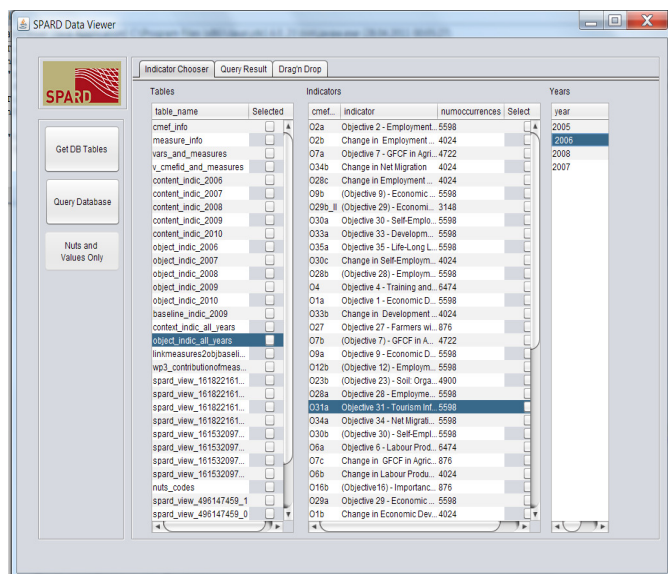 SPARD Data Viewer
SPARD
Get DB Tables
Query Database
Nuts and
Values Only
Indicator Chooser Query Result Drag'n Drop
Tables Indicators Years
table_name Selected cmef... indicator numoccurrences Select year
cmef_info O2a Objective 2 - Employment... 5598 2005
measure_info O2b Change in Employment ... 4024 2006
vars_and_measures O7a Objective 7 - GFCF in Agri... 4722 2008
v_cmefid_and_measures O34b Change in Net Migration 4024 2007
content_indic_2006 O28c Change in Employment ... 4024
content_indic_2007 O9b (Objective 9) - Economic ... 5598
content_indic_2008 O29b_II (Objective 29) - Economi... 3148
content_indic_2009 O30a Objective 30 - Self-Emplo... 5598
content_indic_2010 O33a Objective 33 - Developm... 5598
object_indic_2006 O35a Objective 35 - Life-Long L... 5598
object_indic_2007 O30c Change in Self-Employm... 4024
object_indic_2008 O28b (Objective 28) - Employm... 5598
object_indic_2009 O4 Objective 4 - Training and... 6474
object_indic_2010 O1a Objective 1 - Economic D... 5598
baseline_indic_2009 O33b Change in Development ... 4024
context_indic_all_years O27 Objective 27 - Farmers wi... 876
object_indic_all_years O7b (Objective 7) - GFCF in A... 4722
linkmeasures2objbaseli... O9a Objective 9 - Economic D... 5598
wp3_contributionofmeas... O12b (Objective 12) - Employm... 5598
spard_view_161822161... O23b (Objective 23) - Soil: Orga... 4900
spard_view_161822161... O28a Objective 28 - Employme... 5598
spard_view_161822161... O31a Objective 31 - Tourism Inf... 5598
spard_view_161822161... O34a Objective 34 - Net Migrati... 5598
spard_view_161532097... O30b (Objective 30) - Self-Empl... 5598
spard_view_161532097... O6a Objective 6 - Labour Prod... 6474
spard_view_161532097... O7c Change in GFCF in Agric... 876
spard_view_161532097... O6b Change in Labour Produ... 4024
nuts_codes O16b (Objective16) - Importanc... 876
spard_view_496147459_1 O29a Objective 29 - Economic ... 5598
spard_view_496147459_0 O1b Change in Economic Dev... 4024